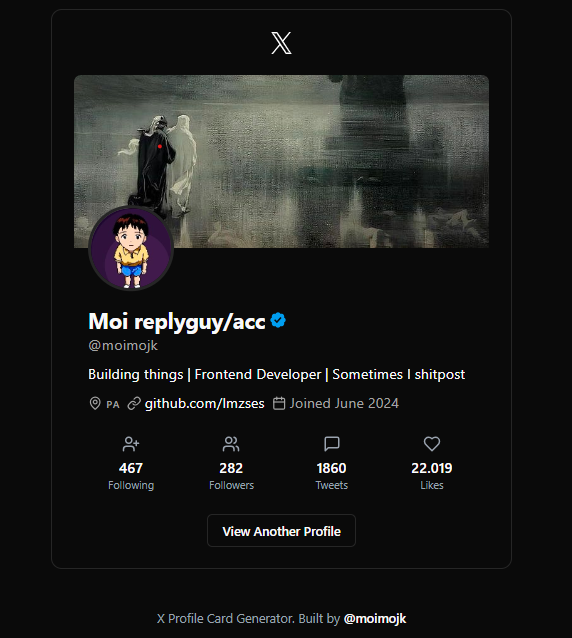 Moi replyguy/acc
@moimojk
Building things | Frontend Developer | Sometimes I shitpost
PA github.com/lmzses Joined June 2024
467 282 1860 22.019
Following Followers Tweets Likes
View Another Profile
X Profile Card Generator. Built by @moimojk